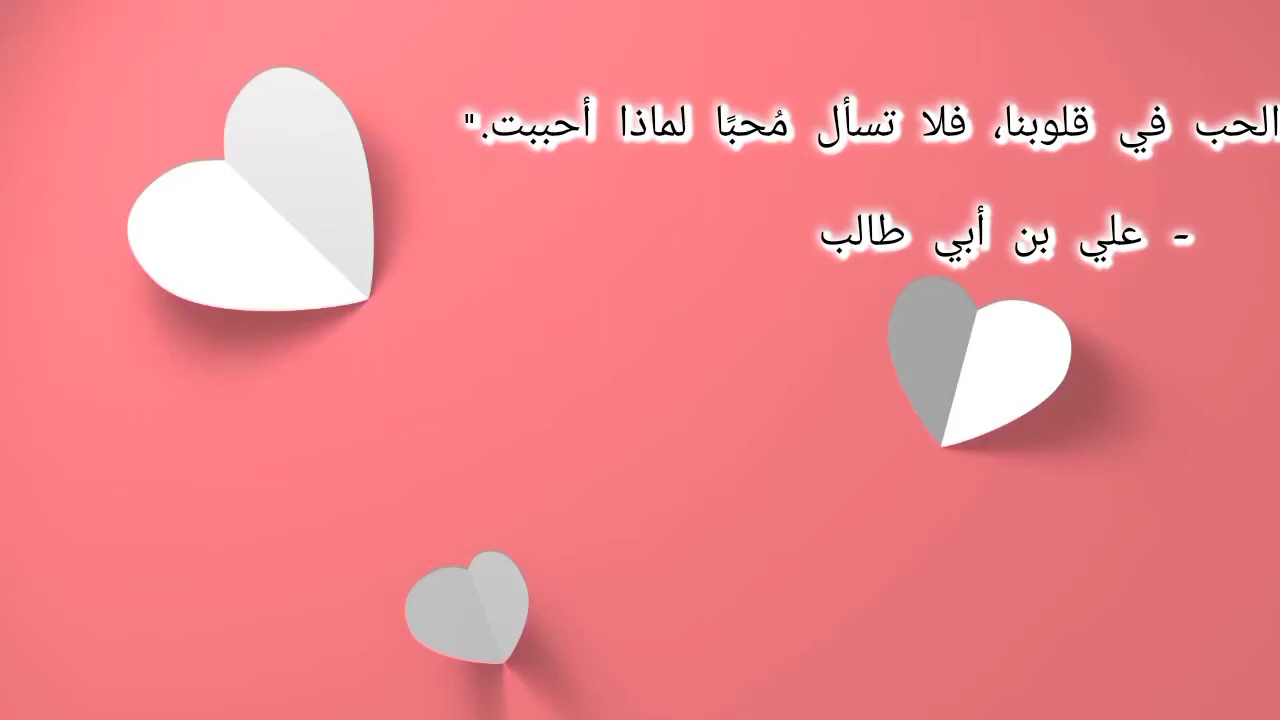 الحب في قلوبنا، فلا تسأل مُحبًا لماذا أحببت."
- علي بن أبي طالب